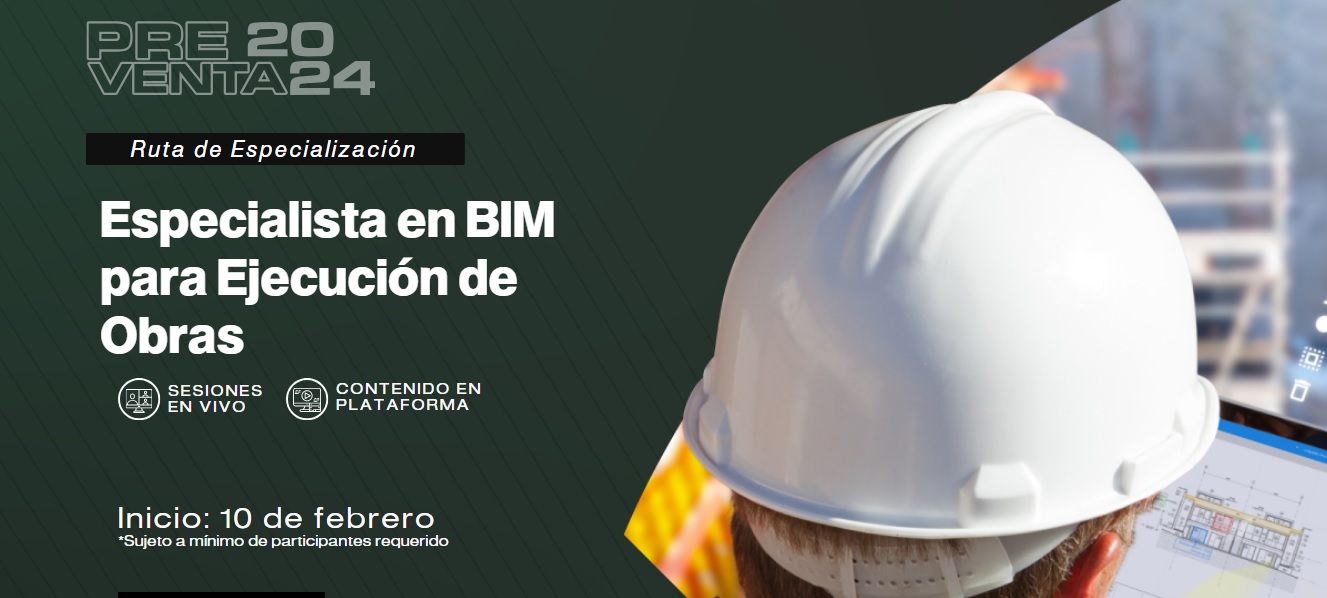 PRE 20
VENTA24
Ruta de Especialización
Especialista en BIM
para Ejecución de
Obras
SESIONES
EN VIVO
CONTENIDO EN
PLATAFORMA
Inicio: 10 de febrero
*Sujeto a mínimo de participantes requerido